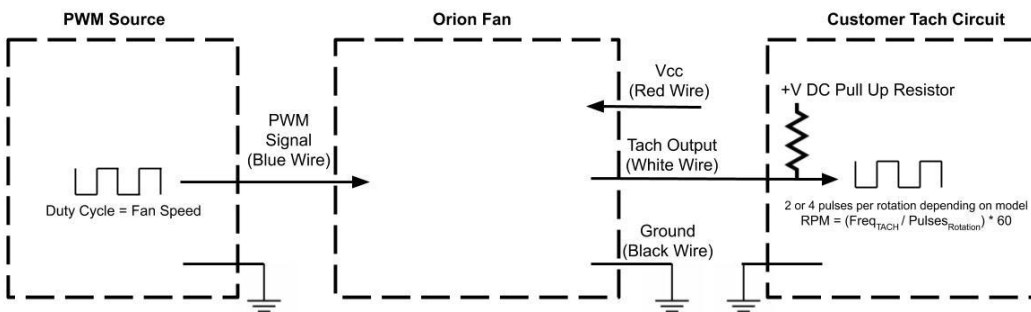 PWM Source
Orion Fan
Customer Tach Circuit
PWM
Signal
(Blue Wire)
Duty Cycle = Fan Speed
Vcc
(Red Wire)
Tach Output
(White Wire)
Ground
(Black Wire)
+V DC Pull Up Resistor
2 or 4 pulses per rotation depending on model
RPM = (FreqTACH / PulsesRotation) * 60